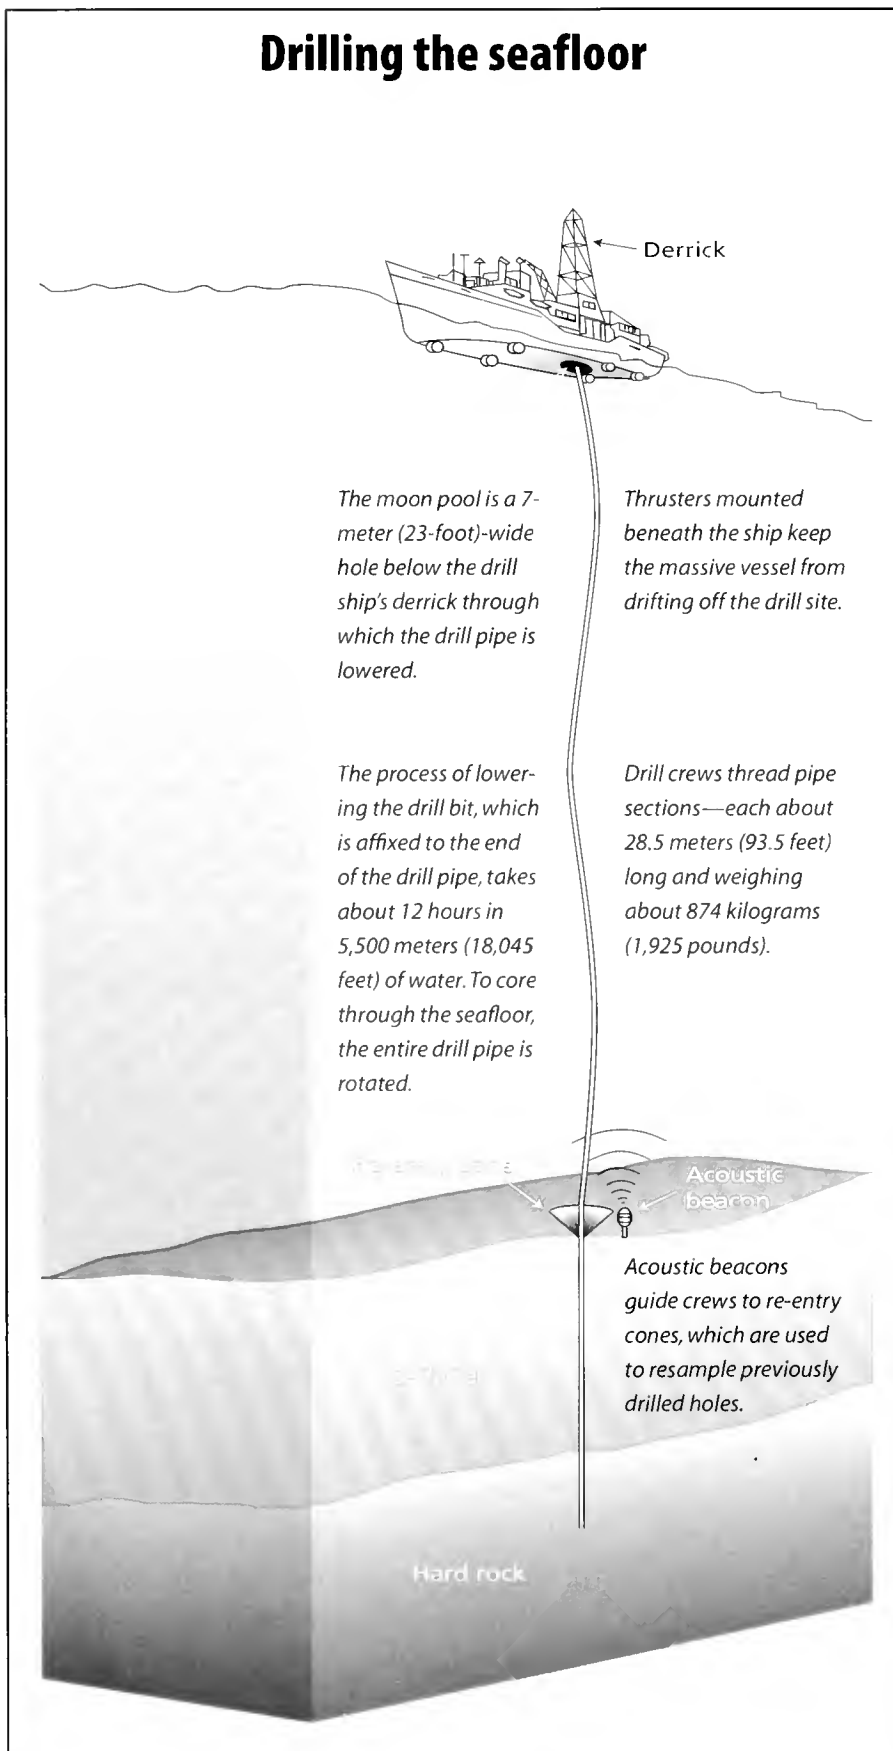 Drilling the seafloor
Derrick
The moon pool is a 7-
meter (23-foot)-wide
hole below the drill
ship's derrick through
which the drill pipe is
lowered.
Thrusters mounted
beneath the ship keep
the massive vessel from
drifting off the drill site.
The process of lower-
ing the drill bit, which
is affixed to the end
of the drill pipe, takes
about 12 hours in
5,500 meters (18,045
feet) of water. To core
through the seafloor,
the entire drill pipe is
rotated.
Drill crews thread pipe
sections—each about
28.5 meters (93.5 feet)
long and weighing
about 874 kilograms
(1,925 pounds).
Acoustic
beacon
Acoustic beacons
guide crews to re-entry
cones, which are used
to resample previously
drilled holes.
Hard rock